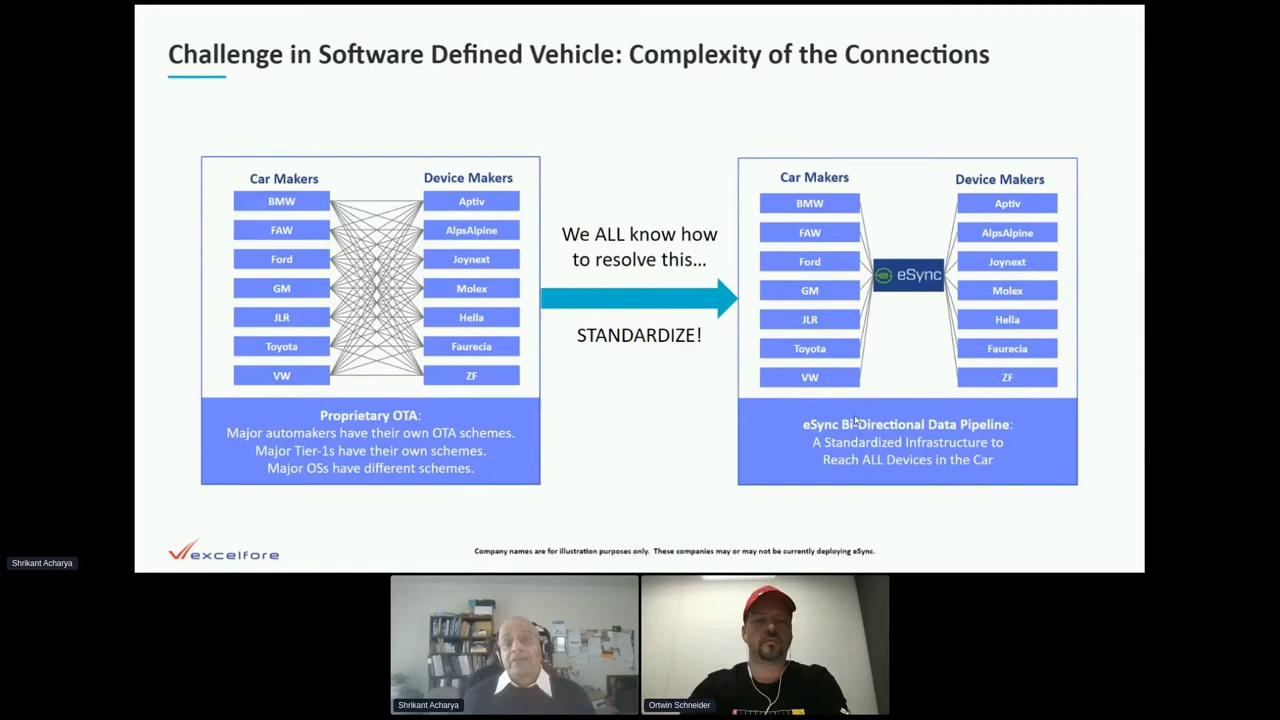 Challenge in Software Defined Vehicle: Complexity of the Connections
Car Makers
Device Makers
BMW
Aptiv
FAW
AlpsAlpine
Ford
Joynext
GM
Molex
JLR
Hella
Toyota
Faurecia
VW
ZF
Proprietary OTA:
Major automakers have their own OTA schemes.
Major Tier-1s have their own schemes.
Major OSs have different schemes.
We ALL know how
to resolve this...
STANDARDIZE!
Car Makers
Device Makers
BMW
Aptiv
FAW
AlpsAlpine
Ford
Joynext
eSync
GM
Molex
JLR
Hella
Toyota
Faurecia
VW
ZF
eSync Bi-Directional Data Pipeline:
A Standardized Infrastructure to
Reach ALL Devices in the Car
excelfore
Company names are for illustration purposes only. These companies may or may not be currently deploying eSync.
Shrikant Acharya
Shrikant Acharya
Ortwin Schneider